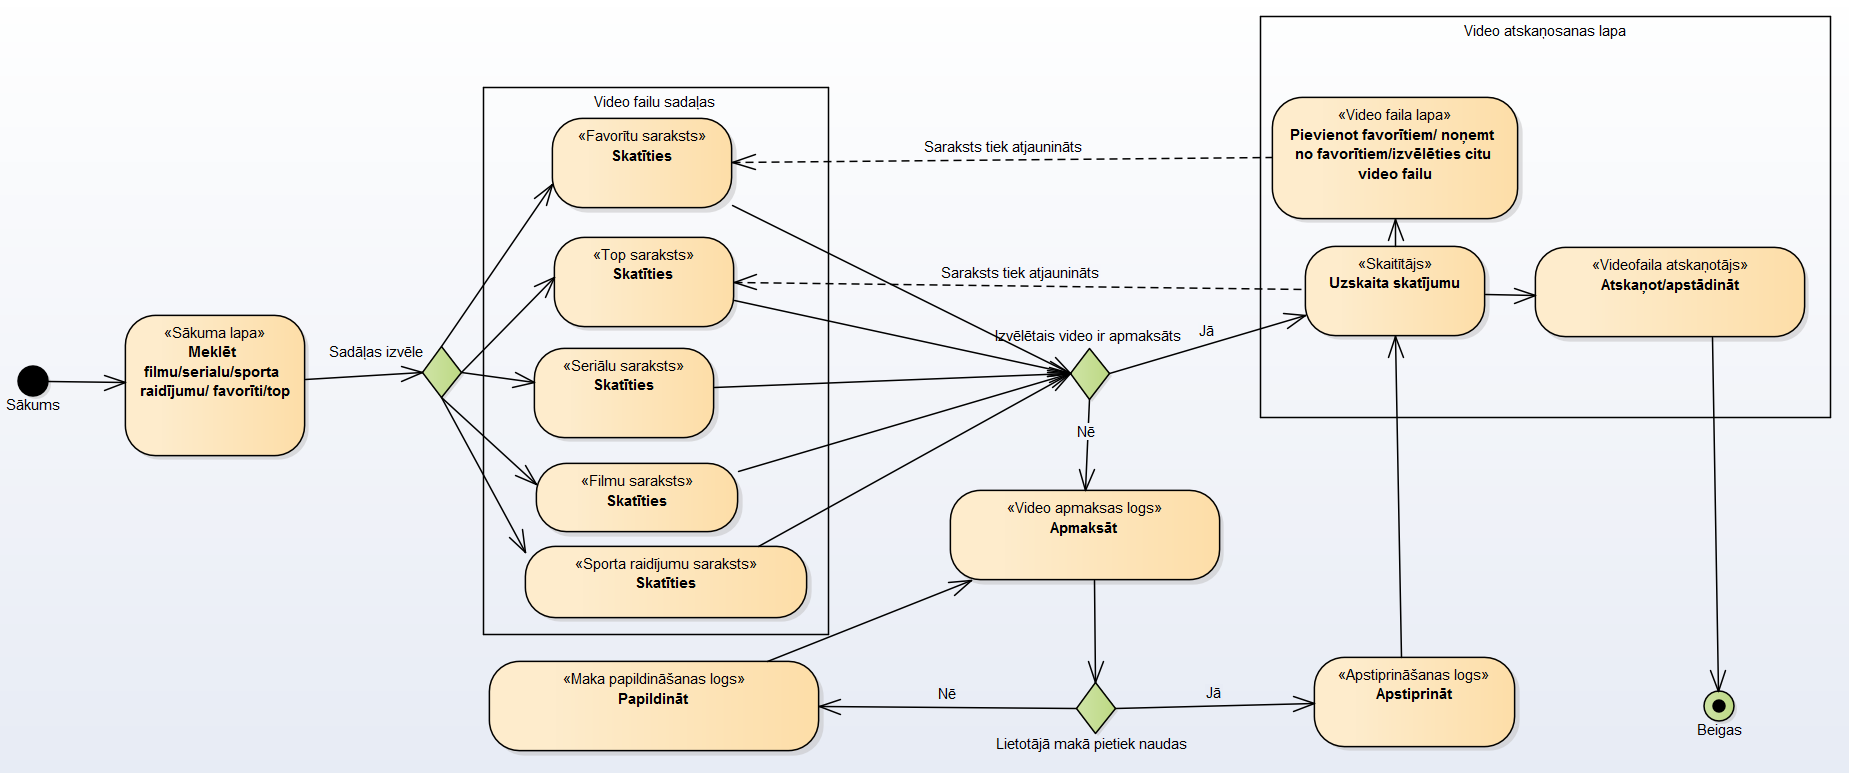 Video atskaņosanas lapa
Video failu sadaļas
«Favorītu saraksts»
Skatīties
Saraksts tiek atjaunināts
«Video faila lapa»
Pievienot favorītiem/ noņemt
no favorītiem/izvēlēties citu
video failu
«Top saraksts»
Skatīties
Saraksts tiek atjaunināts
«Skaitītājs»
Uzskaita skatījumu
«Videofaila atskaņotājs»
Atskaņot/apstādināt
Sākums
«Sākuma lapa»
Meklēt
filmu/serialu/sporta
raidījumu/ favorīti/top
Sadāļas izvēle
«Seriālu saraksts»
Skatīties
Izvēlētais video ir apmaksāts
Jā
Nē
«Filmu saraksts»
Skatīties
«Sporta raidījumu saraksts»
Skatīties
«Video apmaksas logs»
Apmaksāt
«Maka papildināšanas logs»
Papildināt
Nē
Jā
Lietotājā makā pietiek naudas
«Apstiprināšanas logs»
Apstiprināt
Beigas